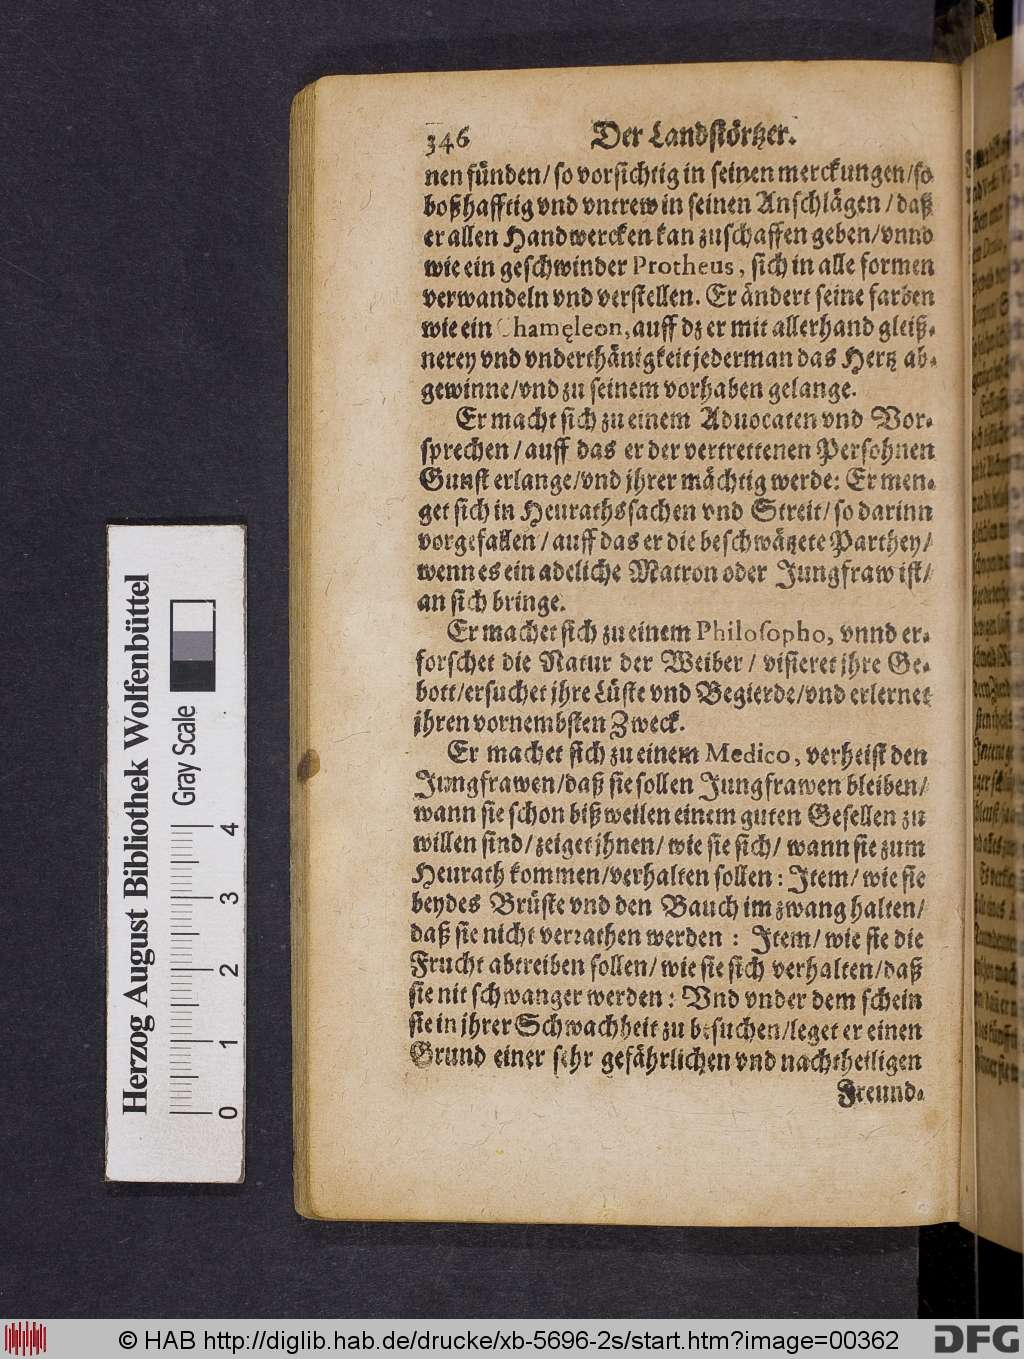 346 Der Landstörtzer.
nen fünden/ so vorsichtig in seinen merckungen/so
boßhafftig vnd vntrew in seinen Anschlägen / daß
er allen Handwercken kan zuschaffen geben/vnnd
wie ein geschwinder Protheus, sich in alle formen
verwandeln vnd verstellen. Er ändert seine farben
wie ein Chamęleon, auff dz er mit allerhand gleiß-
nerey vnd vnderthänigkeit jederman das Hertz ab-
gewinne/vnd zu seinem vorhaben gelange.
Er macht sich zu einem Aduocaten vnd Vor-
sprechen / auff das er der vertrettenen Persohnen
Gunst erlange/vnd jhrer mächtig werde: Er men-
get sich in Heurathssachen vnd Streit/ so darinn
vorgefallen / auff das er die beschwätzete Parthey/
wenn es ein adeliche Matron oder Jungfraw ist/
an sich bringe.
Er machet sich zu einem Philosopho, vnnd er-
forschet die Natur der Weiber / visieret jhre Ge-
bott/ersuchet jhre Lüste vnd Begierde/vnd erlernet
jhren vornembsten Zweck.
Er machet sich zu einem Medico, verheist den
Jungfrawen/daß sie sollen Jungfrawen bleiben/
wann sie schon bißweilen einem guten Gesellen zu
willen sind/ zeiget jhnen/ wie sie sich/ wann sie zum
Heurath kommen/verhalten sollen : Item/ wie sie
beydes Brüste vnd den Bauch im zwang halten/
daß sie nicht verrathen werden : Item/ wie sie die
Frucht abtreiben sollen/ wie sie sich verhalten/daß
sie nit schwanger werden : Vnd vnder dem schein
sie in jhrer Schwachheit zu besuchen/leget er einen
Grund einer sehr gefährlichen vnd nachtheiligen
Freund-
Herzog August Bibliothek Wolfenbüttel
Gray Scale
0 1 2 3 4
© HAB http://diglib.hab.de/drucke/xb-5696-2s/start.htm?image=00362
DFG